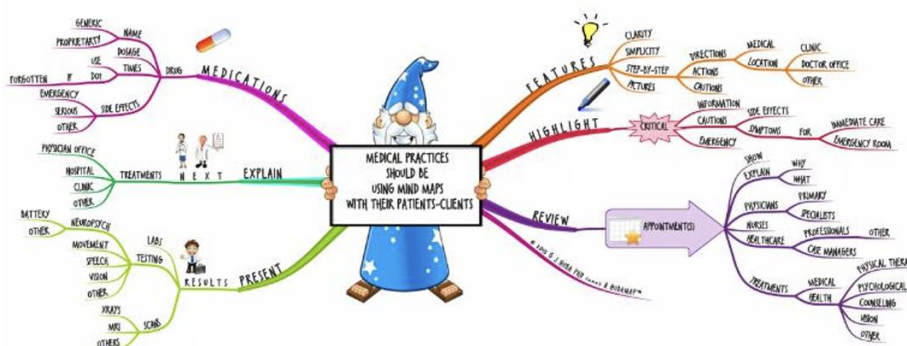 MEDICAL PRACTICES
SHOULD BE
USING MIND MAPS
WITH THEIR PATIENTS-CLIENTS
FEATURES
CLARITY
SIMPLICITY
STEP-BY-STEP
DIRECTIONS
MEDICAL
LOCATION
CLINIC
DOCTOR OFFICE
OTHER
ACTIONS
CAUTIONS
PICTURES
HIGHLIGHT
CRITICAL
INFORMATION
CAUTIONS
SIDE EFFECTS
SYMPTOMS
FOR
IMMEDIATE CARE
EMERGENCY ROOM
EMERGENCY
REVIEW
APPOINTMENT(S)
SHOW
EXPLAIN
WHY
WHAT
PHYSICIANS
PRIMARY
SPECIALISTS
NURSES
HEALTHCARE
PROFESSIONALS
OTHER
CASE MANAGERS
TREATMENTS
MEDICAL
HEALTH
PHYSICAL THERA
PSYCHOLOGICAL
COUNSELING
VISION
OTHER
PRESENT
RESULTS
LABS
TESTING
NEUROPSYCH
BATTERY
OTHER
MOVEMENT
SPEECH
VISION
OTHER
SCANS
XRAYS
MRI
OTHERS
EXPLAIN
NEXT
TREATMENTS
PHYSICIAN OFFICE
HOSPITAL
CLINIC
OTHER
MEDICATIONS
DRUG
NAME
GENERIC
PROPRIETARTY
DOSAGE
TIMES
USE
DO?
IF
FORGOTTEN
SIDE EFFECTS
EMERGENCY
SERIOUS
OTHER